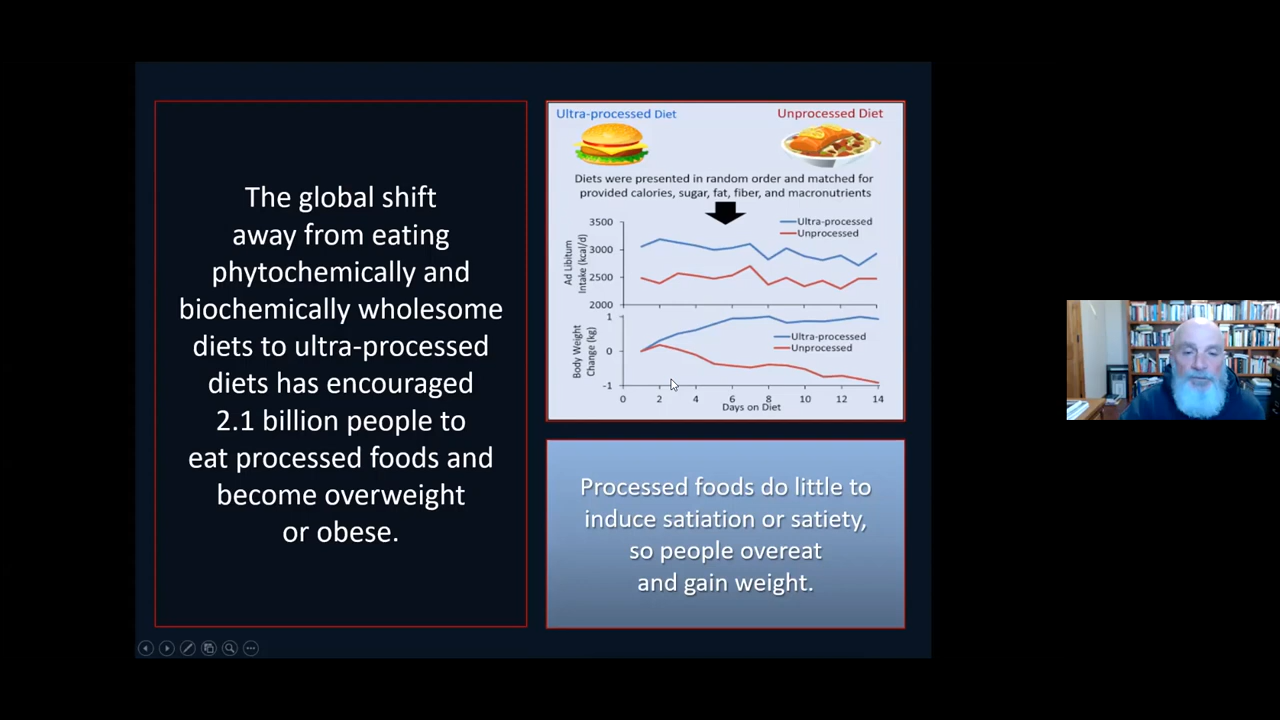 The global shift
away from eating
phytochemically and
biochemically wholesome
diets to ultra-processed
diets has encouraged
2.1 billion people to
eat processed foods and
become overweight
or obese.
Ultra-processed Diet
Unprocessed Diet
Diets were presented in random order and matched for
provided calories, sugar, fat, fiber, and macronutrients
Ad Libitum
Intake (kcal/d)
3500
3000
2500
2000
Ultra-processed
Unprocessed
Body Weight
Change (kg)
1
0
-1
Ultra-processed
Unprocessed
0 2 4 6 8 10 12 14
Days on Diet
Processed foods do little to
induce satiation or satiety,
so people overeat
and gain weight.